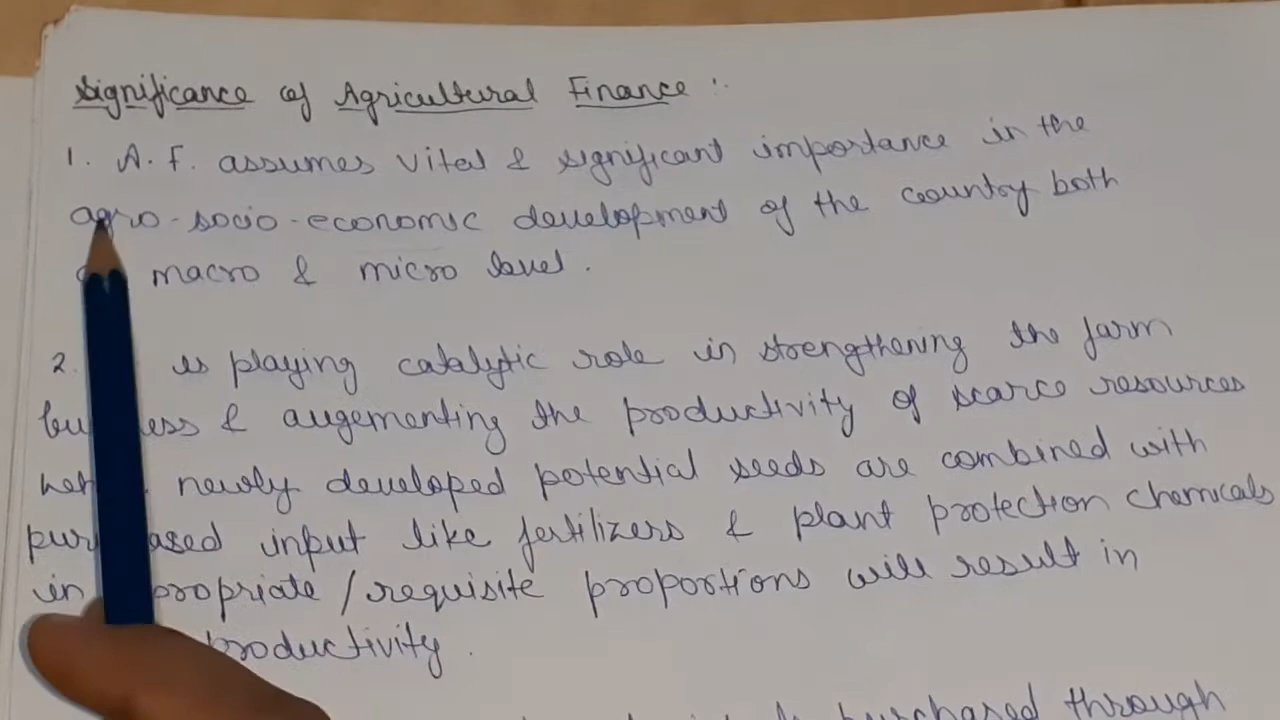 Significance of Agricultural Finance :-
1. A.F. assumes vital & significant importance in the
agro-socio-economic development of the country both
macro & micro level.
2. is playing catalytic role in strengthening the farm
& augementing the productivity of scarce resources
newly developed potential seeds are combined with
input like fertilizers & plant protection chemicals
in /requisite proportions will result in
productivity.
purchased through